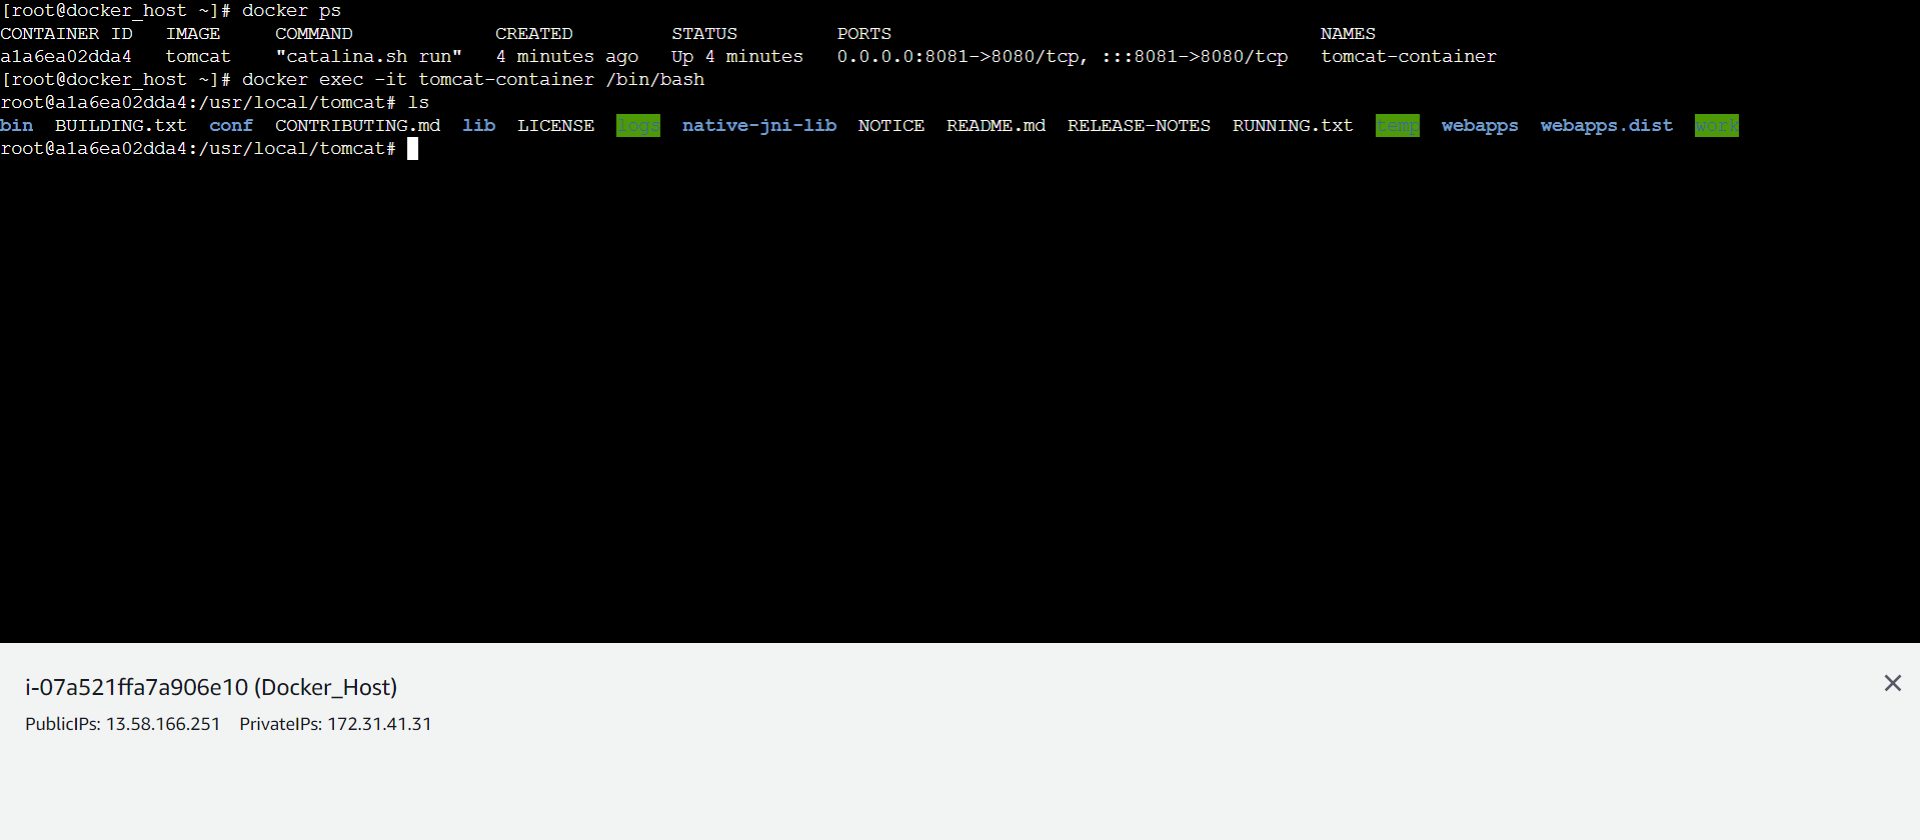 [root@docker_host ~]# docker ps
CONTAINER ID   IMAGE     COMMAND             CREATED         STATUS         PORTS                                       NAMES
a1a6ea02dda4   tomcat    "catalina.sh run"   4 minutes ago   Up 4 minutes   0.0.0.0:8081->8080/tcp, :::8081->8080/tcp   tomcat-container
[root@docker_host ~]# docker exec -it tomcat-container /bin/bash
root@a1a6ea02dda4:/usr/local/tomcat# ls
bin  BUILDING.txt  conf  CONTRIBUTING.md  lib  LICENSE  logs  native-jni-lib  NOTICE  README.md  RELEASE-NOTES  RUNNING.txt  temp  webapps  webapps.dist  work
root@a1a6ea02dda4:/usr/local/tomcat#
i-07a521ffa7a906e10 (Docker_Host)
PublicIPs: 13.58.166.251   PrivateIPs: 172.31.41.31